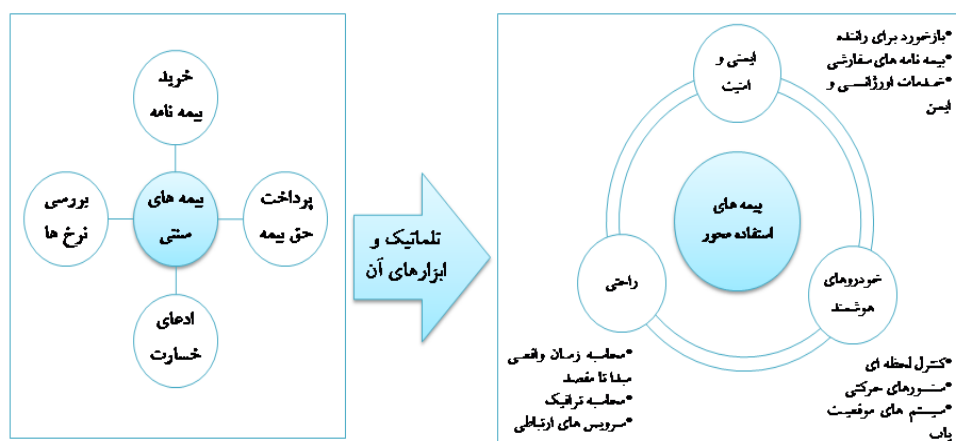 خرید
بیمه نامه
بررسی
نرخ ها
بیمه های
سنتی
پرداخت
حق بیمه
ادعای
خسارت
تلماتیک و
ابزارهای آن
ایمنی و
امنیت
•بازخورد برای راننده
•بیمه نامه های سفارشی
•خدمات اورژانسی و
ایمن
بیمه های
استفاده محور
خودروهای
هوشمند
•کنترل لحظه ای
•سنورهای حرکتی
•سیستم های موقعیت
یاب
راحتی
•محاسبه زمان واقعی
مبدا تا مقصد
•محاسبه ترافیک
•سرویس های ارتباطی